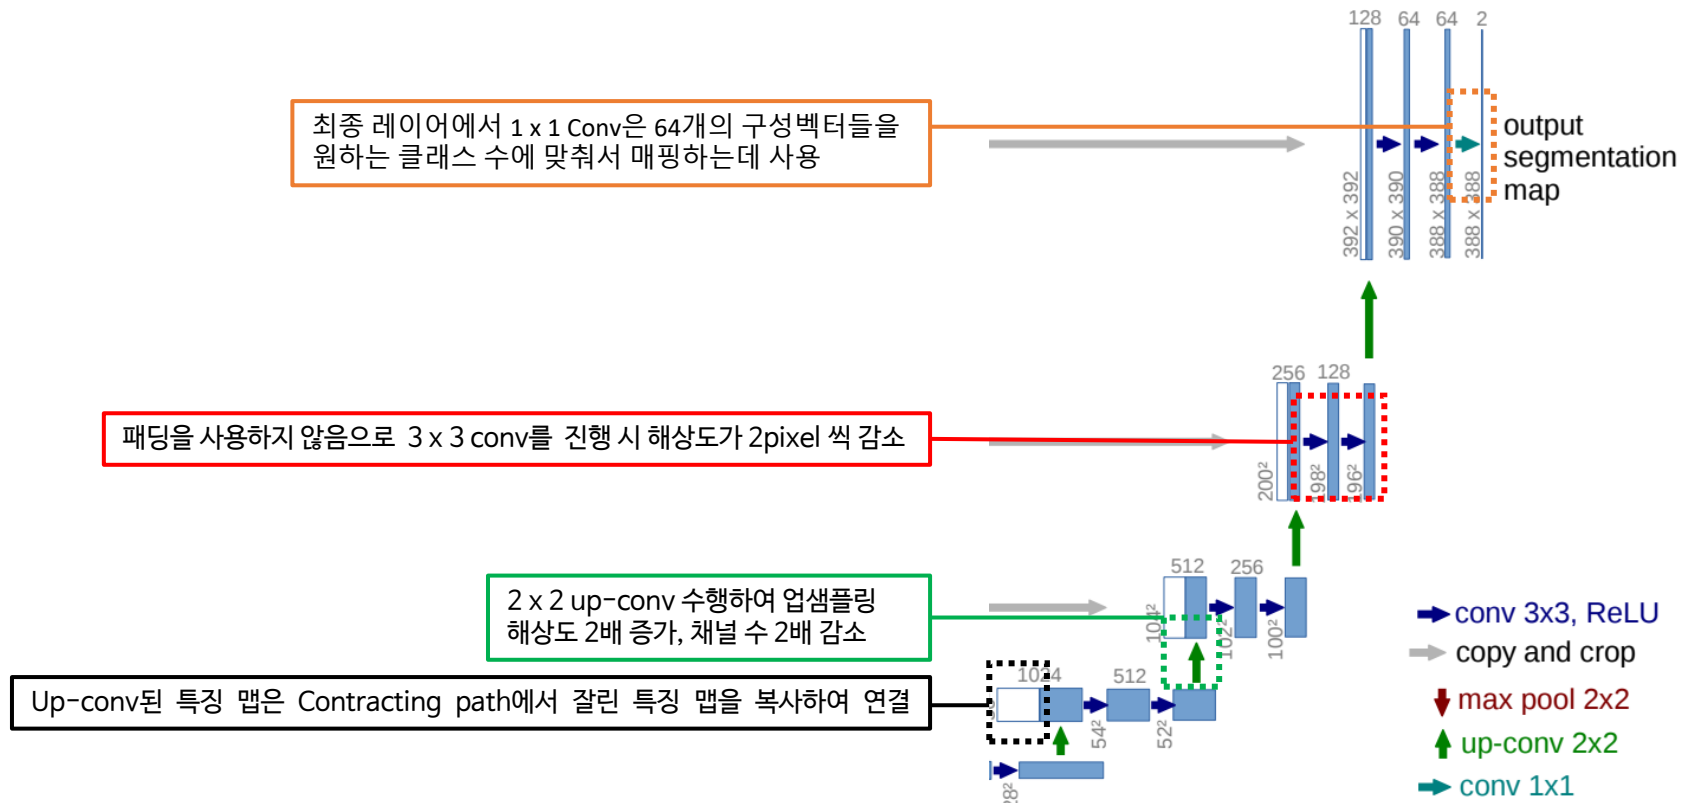 128 64 64 2
최종 레이어에서 1 x 1 Conv은 64개의 구성벡터들을
원하는 클래스 수에 맞춰서 매핑하는데 사용
output
segmentation
map
392 x 392
390 x 390
388 x 388
388 x 388
256 128
패딩을 사용하지 않음으로 3 x 3 conv를 진행 시 해상도가 2pixel 씩 감소
200²
198²
196²
512 256
2 x 2 up-conv 수행하여 업샘플링
해상도 2배 증가, 채널 수 2배 감소
104²
102²
100²
1024 512
Up-conv된 특징 맵은 Contracting path에서 잘린 특징 맵을 복사하여 연결
54²
52²
28²
conv 3x3, ReLU
copy and crop
max pool 2x2
up-conv 2x2
conv 1x1